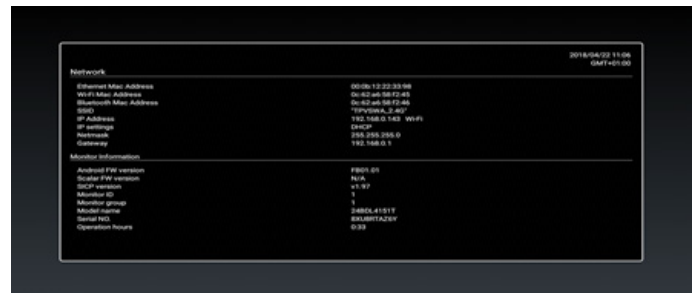 2018/04/22 11:06
GMT+01:00
Network
Ethernet Mac Address 00:0b:12:22:33:98
Wi-Fi Mac Address 0c:62:a6:58:f2:45
Bluetooth Mac Address 0c:62:a6:58:f2:46
SSID "TPVSWA_2.4G"
IP Address 192.168.0.143 Wi-Fi
IP settings DHCP
Netmask 255.255.255.0
Gateway 192.168.0.1
Monitor Information
Android FW version FB01.01
Scalar FW version N/A
SICP version v1.97
Monitor ID 1
Monitor group 1
Model name 24BDL4151T
Serial NO.
Operation hours 0:33